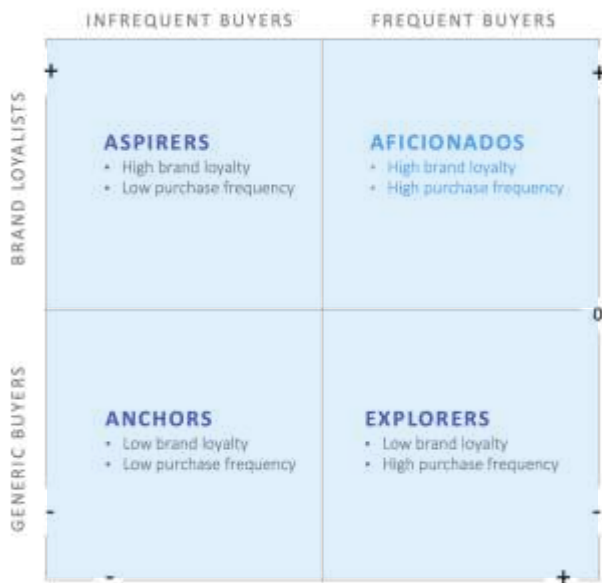 INFREQUENT BUYERS
FREQUENT BUYERS
BRAND LOYALISTS
+
+
ASPIRERS
• High brand loyalty
• Low purchase frequency
AFICIONADOS
• High brand loyalty
• High purchase frequency
0
GENERIC BUYERS
ANCHORS
• Low brand loyalty
• Low purchase frequency
EXPLORERS
• Low brand loyalty
• High purchase frequency
-
-
-
+